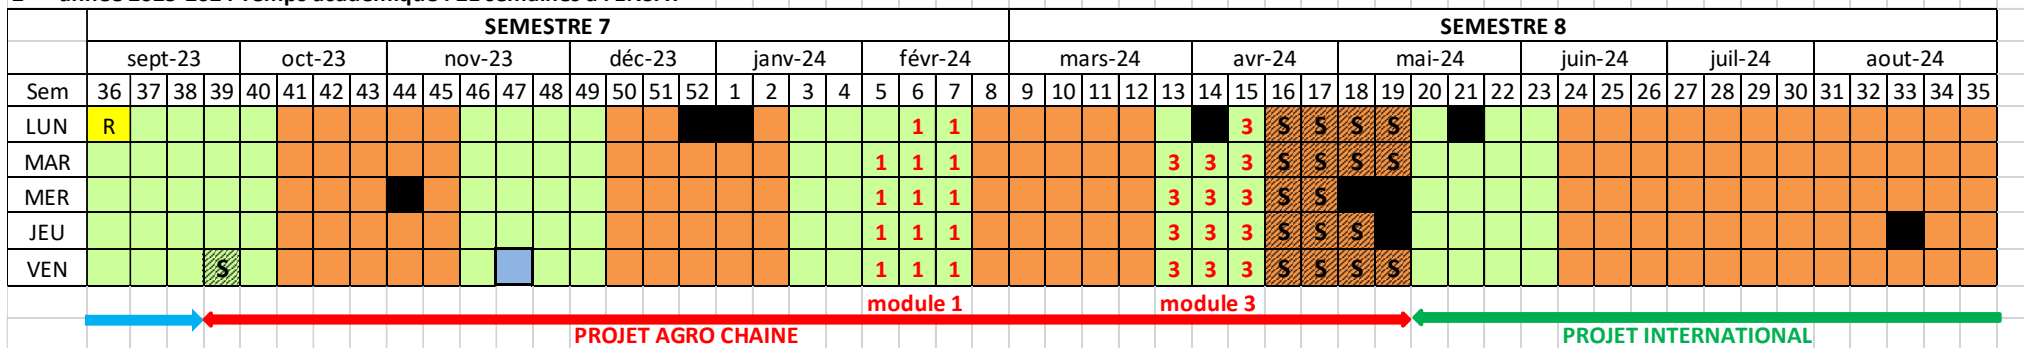 SEMESTRE 7 SEMESTRE 8
sept-23 oct-23 nov-23 déc-23 janv-24 févr-24 mars-24 avr-24 mai-24 juin-24 juil-24 aout-24
Sem 36 37 38 39 40 41 42 43 44 45 46 47 48 49 50 51 52 1 2 3 4 5 6 7 8 9 10 11 12 13 14 15 16 17 18 19 20 21 22 23 24 25 26 27 28 29 30 31 32 33 34 35
LUN R 1 1 3 S S S S
MAR 1 1 1 3 3 3 S S S S
MER 1 1 1 3 3 3 S S
JEU 1 1 1 3 3 3 S S S
VEN S 1 1 1 3 3 3 S S S S
module 1 module 3
PROJET AGRO CHAINE PROJET INTERNATIONAL